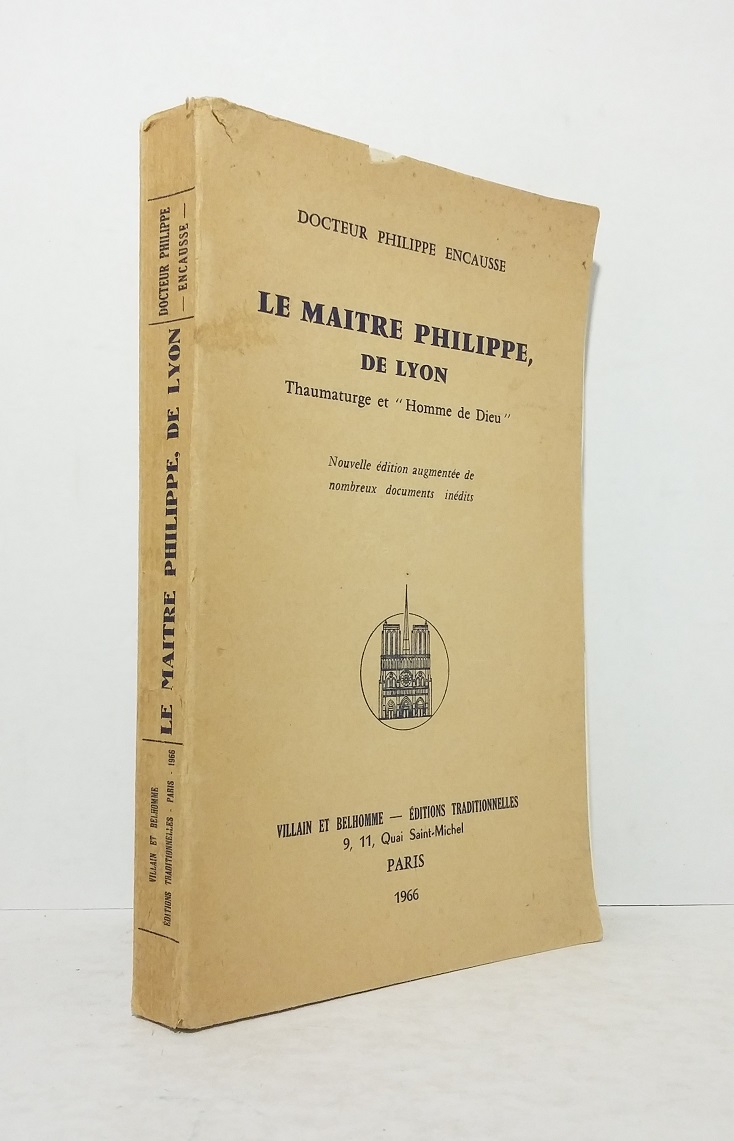 DOCTEUR PHILIPPE
— ENCAUSSE —
LE MAITRE PHILIPPE, DE LYON
VILLAIN ET BELHOMME
ÉDITIONS TRADITIONNELLES - PARIS - 1966
DOCTEUR PHILIPPE ENCAUSSE
LE MAITRE PHILIPPE,
DE LYON
Thaumaturge et “ Homme de Dieu ”
Nouvelle édition augmentée de
nombreux documents inédits
VILLAIN ET BELHOMME — ÉDITIONS TRADITIONNELLES
9, 11, Quai Saint-Michel
PARIS
1966